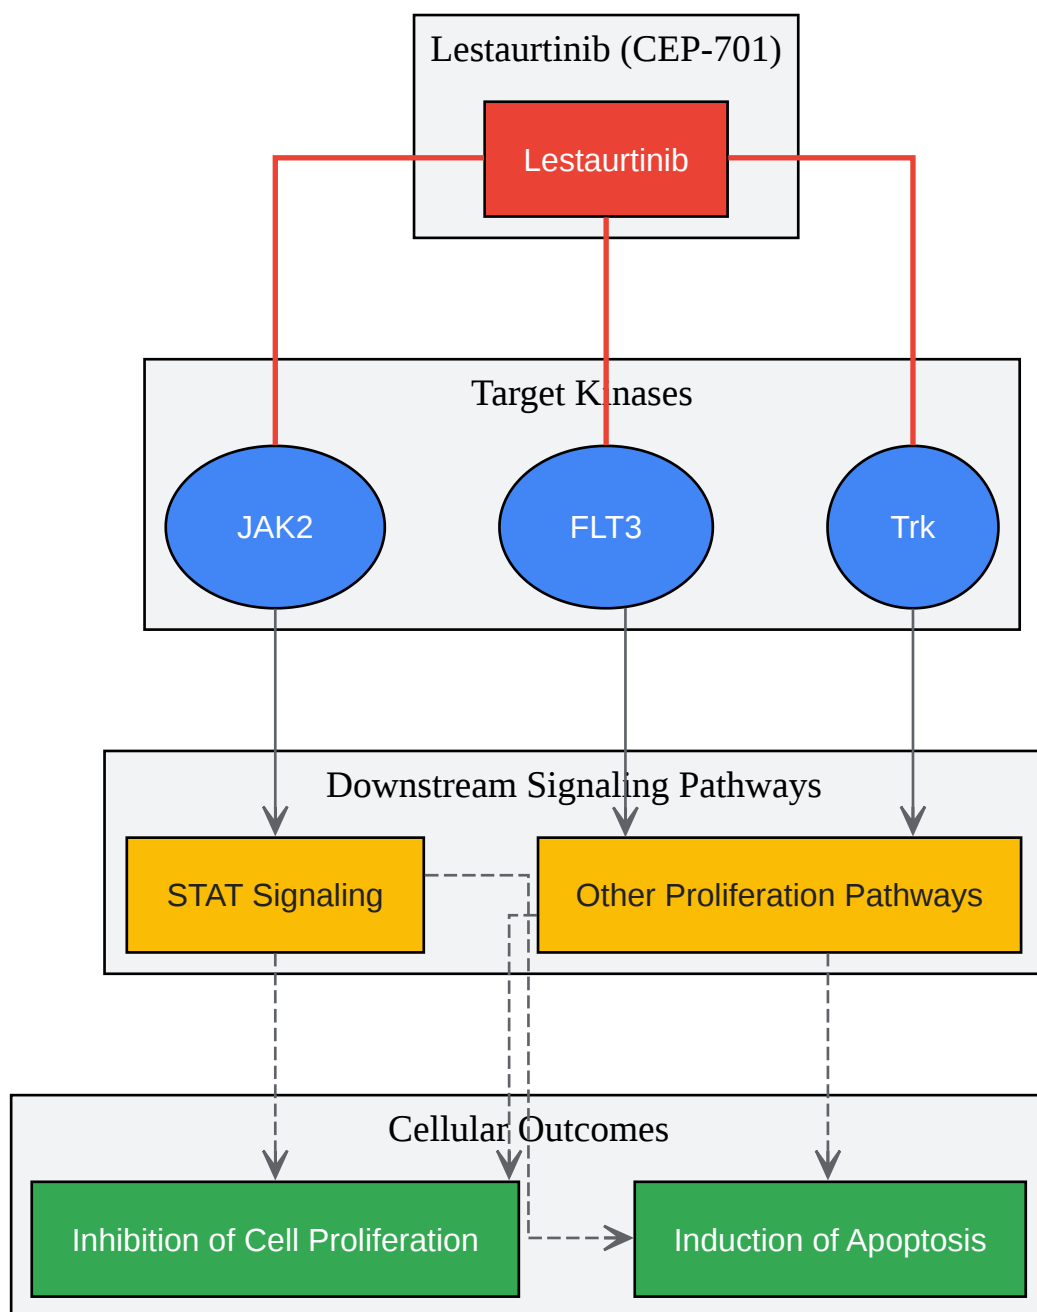 Lestaurtinib (CEP-701)
Lestaurtinib
Target Kinases
JAK2
FLT3
Trk
Downstream Signaling Pathways
STAT Signaling
Other Proliferation Pathways
Cellular Outcomes
Inhibition of Cell Proliferation
Induction of Apoptosis